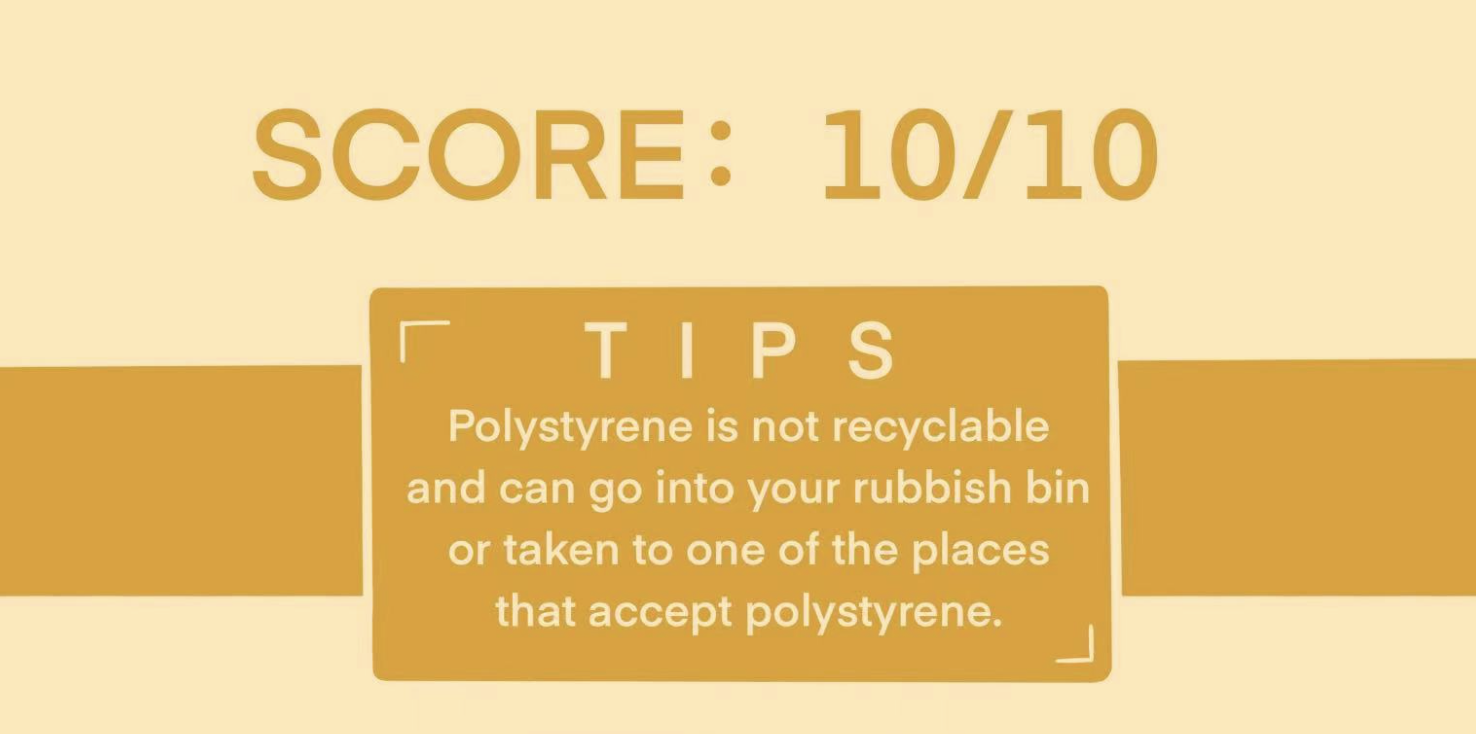 SCORE: 10/10
TIPS
Polystyrene is not recyclable
and can go into your rubbish bin
or taken to one of the places
that accept polystyrene.